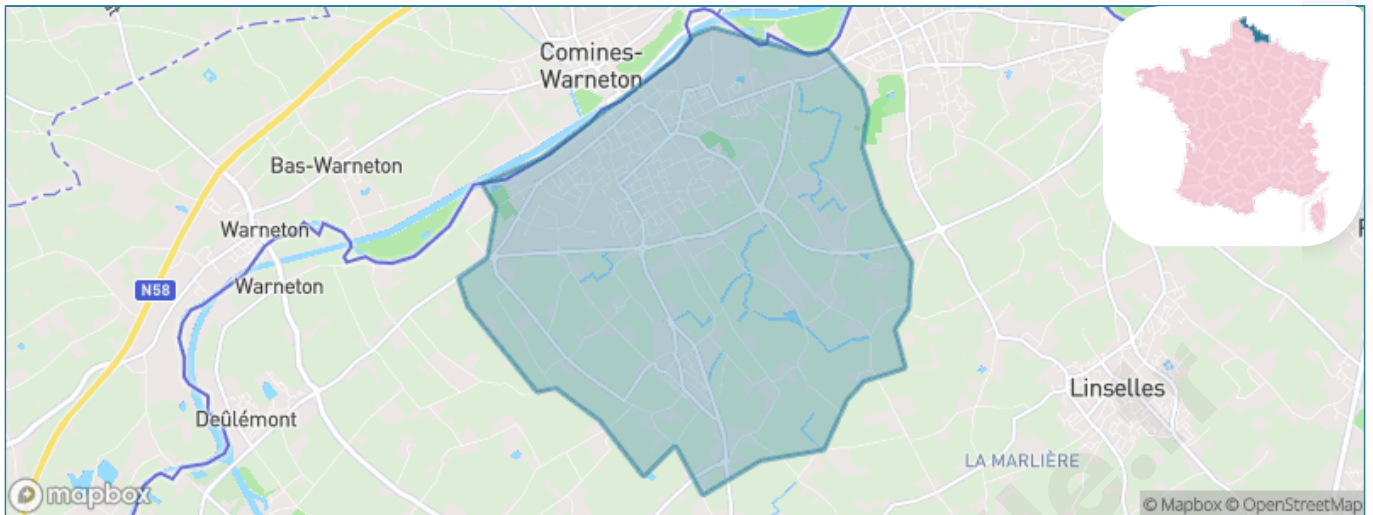 Comines-
Warneton
Bas-Warneton
Warneton
N58
Warneton
Linselles
Deûlémont
LA MARLIÈRE
mapbox
© Mapbox © OpenStreetMap